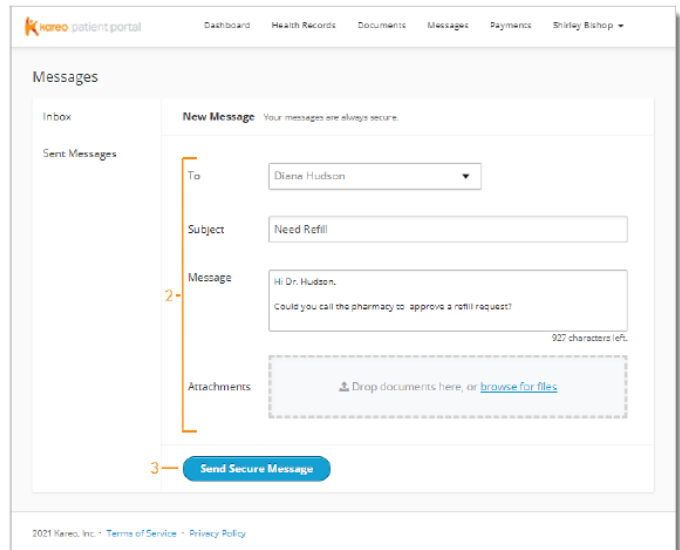 kareo patient portal Dashboard Health Records Documents Messages Payments Shirley Bishop
Messages
Inbox
Sent Messages
New Message Your messages are always secure.
To Diana Hudson
Subject Need Refill
2
Message Hi Dr. Hudson.
Could you call the pharmacy to approve a refill request?
927 characters left.
Attachments Drop documents here, or browse for files
3 Send Secure Message
2021 Kareo, Inc. • Terms of Service • Privacy Policy